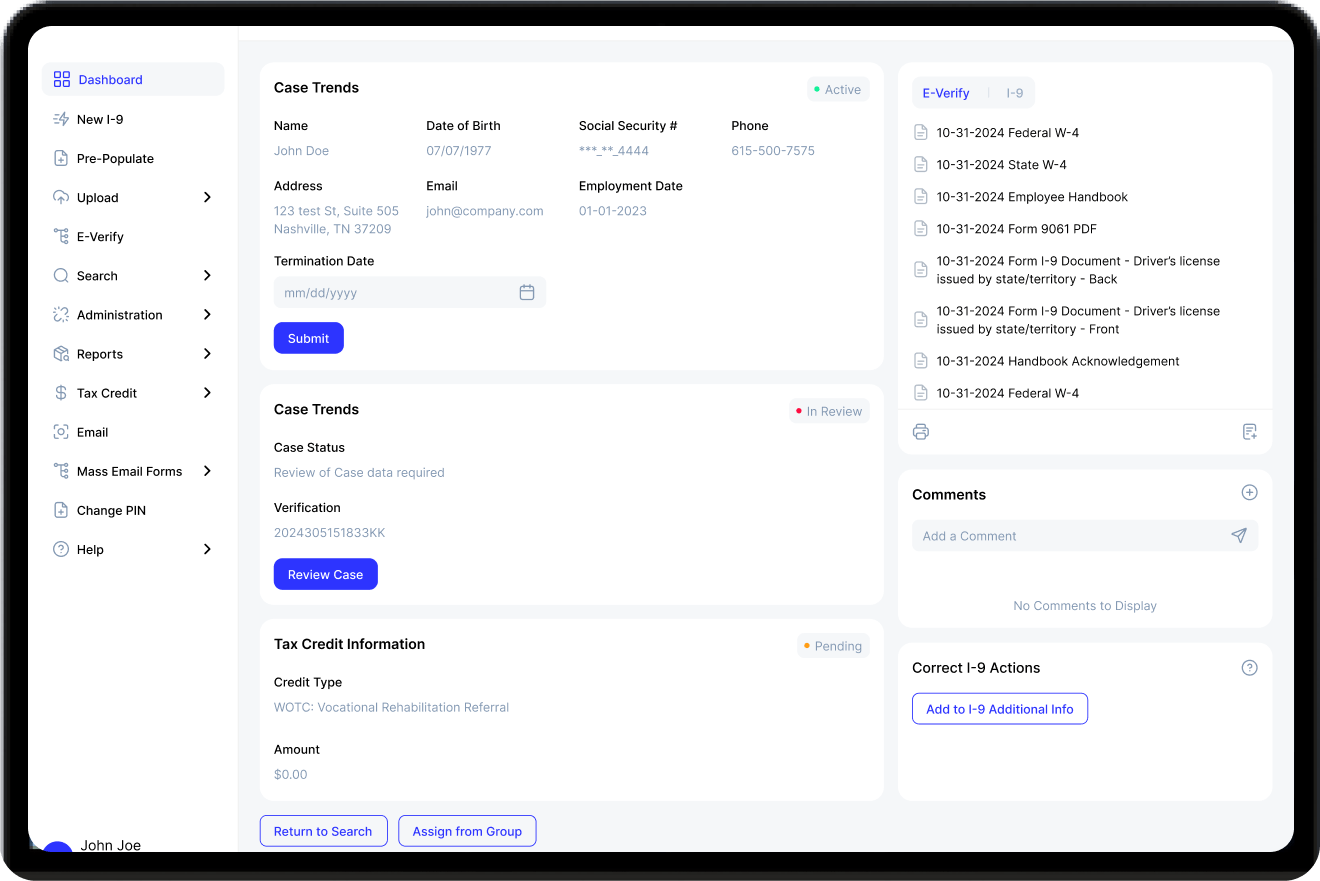 Dashboard
New I-9
Pre-Populate
Upload
E-Verify
Search
Administration
Reports
Tax Credit
Email
Mass Email Forms
Change PIN
Help
John Joe
Case Trends
Active
Name
Date of Birth
Social Security #
Phone
John Doe
07/07/1977
***_**_4444
615-500-7575
Address
Email
Employment Date
123 test St, Suite 505
Nashville, TN 37209
john@company.com
01-01-2023
Termination Date
mm/dd/yyyy
Submit
Case Trends
In Review
Case Status
Review of Case data required
Verification
2024305151833KK
Review Case
Tax Credit Information
Pending
Credit Type
WOTC: Vocational Rehabilitation Referral
Amount
$0.00
Return to Search
Assign from Group
E-Verify
I-9
10-31-2024 Federal W-4
10-31-2024 State W-4
10-31-2024 Employee Handbook
10-31-2024 Form 9061 PDF
10-31-2024 Form I-9 Document - Driver’s license
issued by state/territory - Back
10-31-2024 Form I-9 Document - Driver’s license
issued by state/territory - Front
10-31-2024 Handbook Acknowledgement
10-31-2024 Federal W-4
Comments
Add a Comment
No Comments to Display
Correct I-9 Actions
Add to I-9 Additional Info